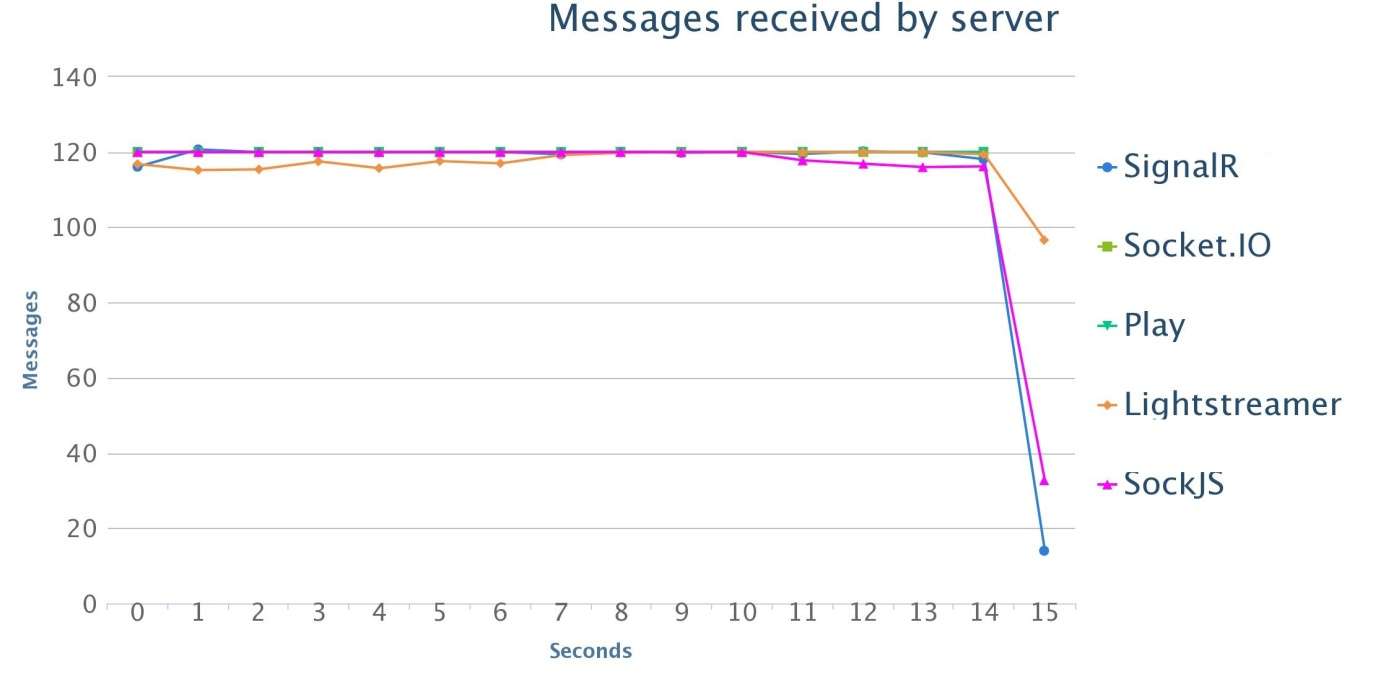 Messages received by server
140
120
100
80
60
40
20
0
Messages
0 1 2 3 4 5 6 7 8 9 10 11 12 13 14 15
Seconds
SignalR
Socket.IO
Play
Lightstreamer
SockJS